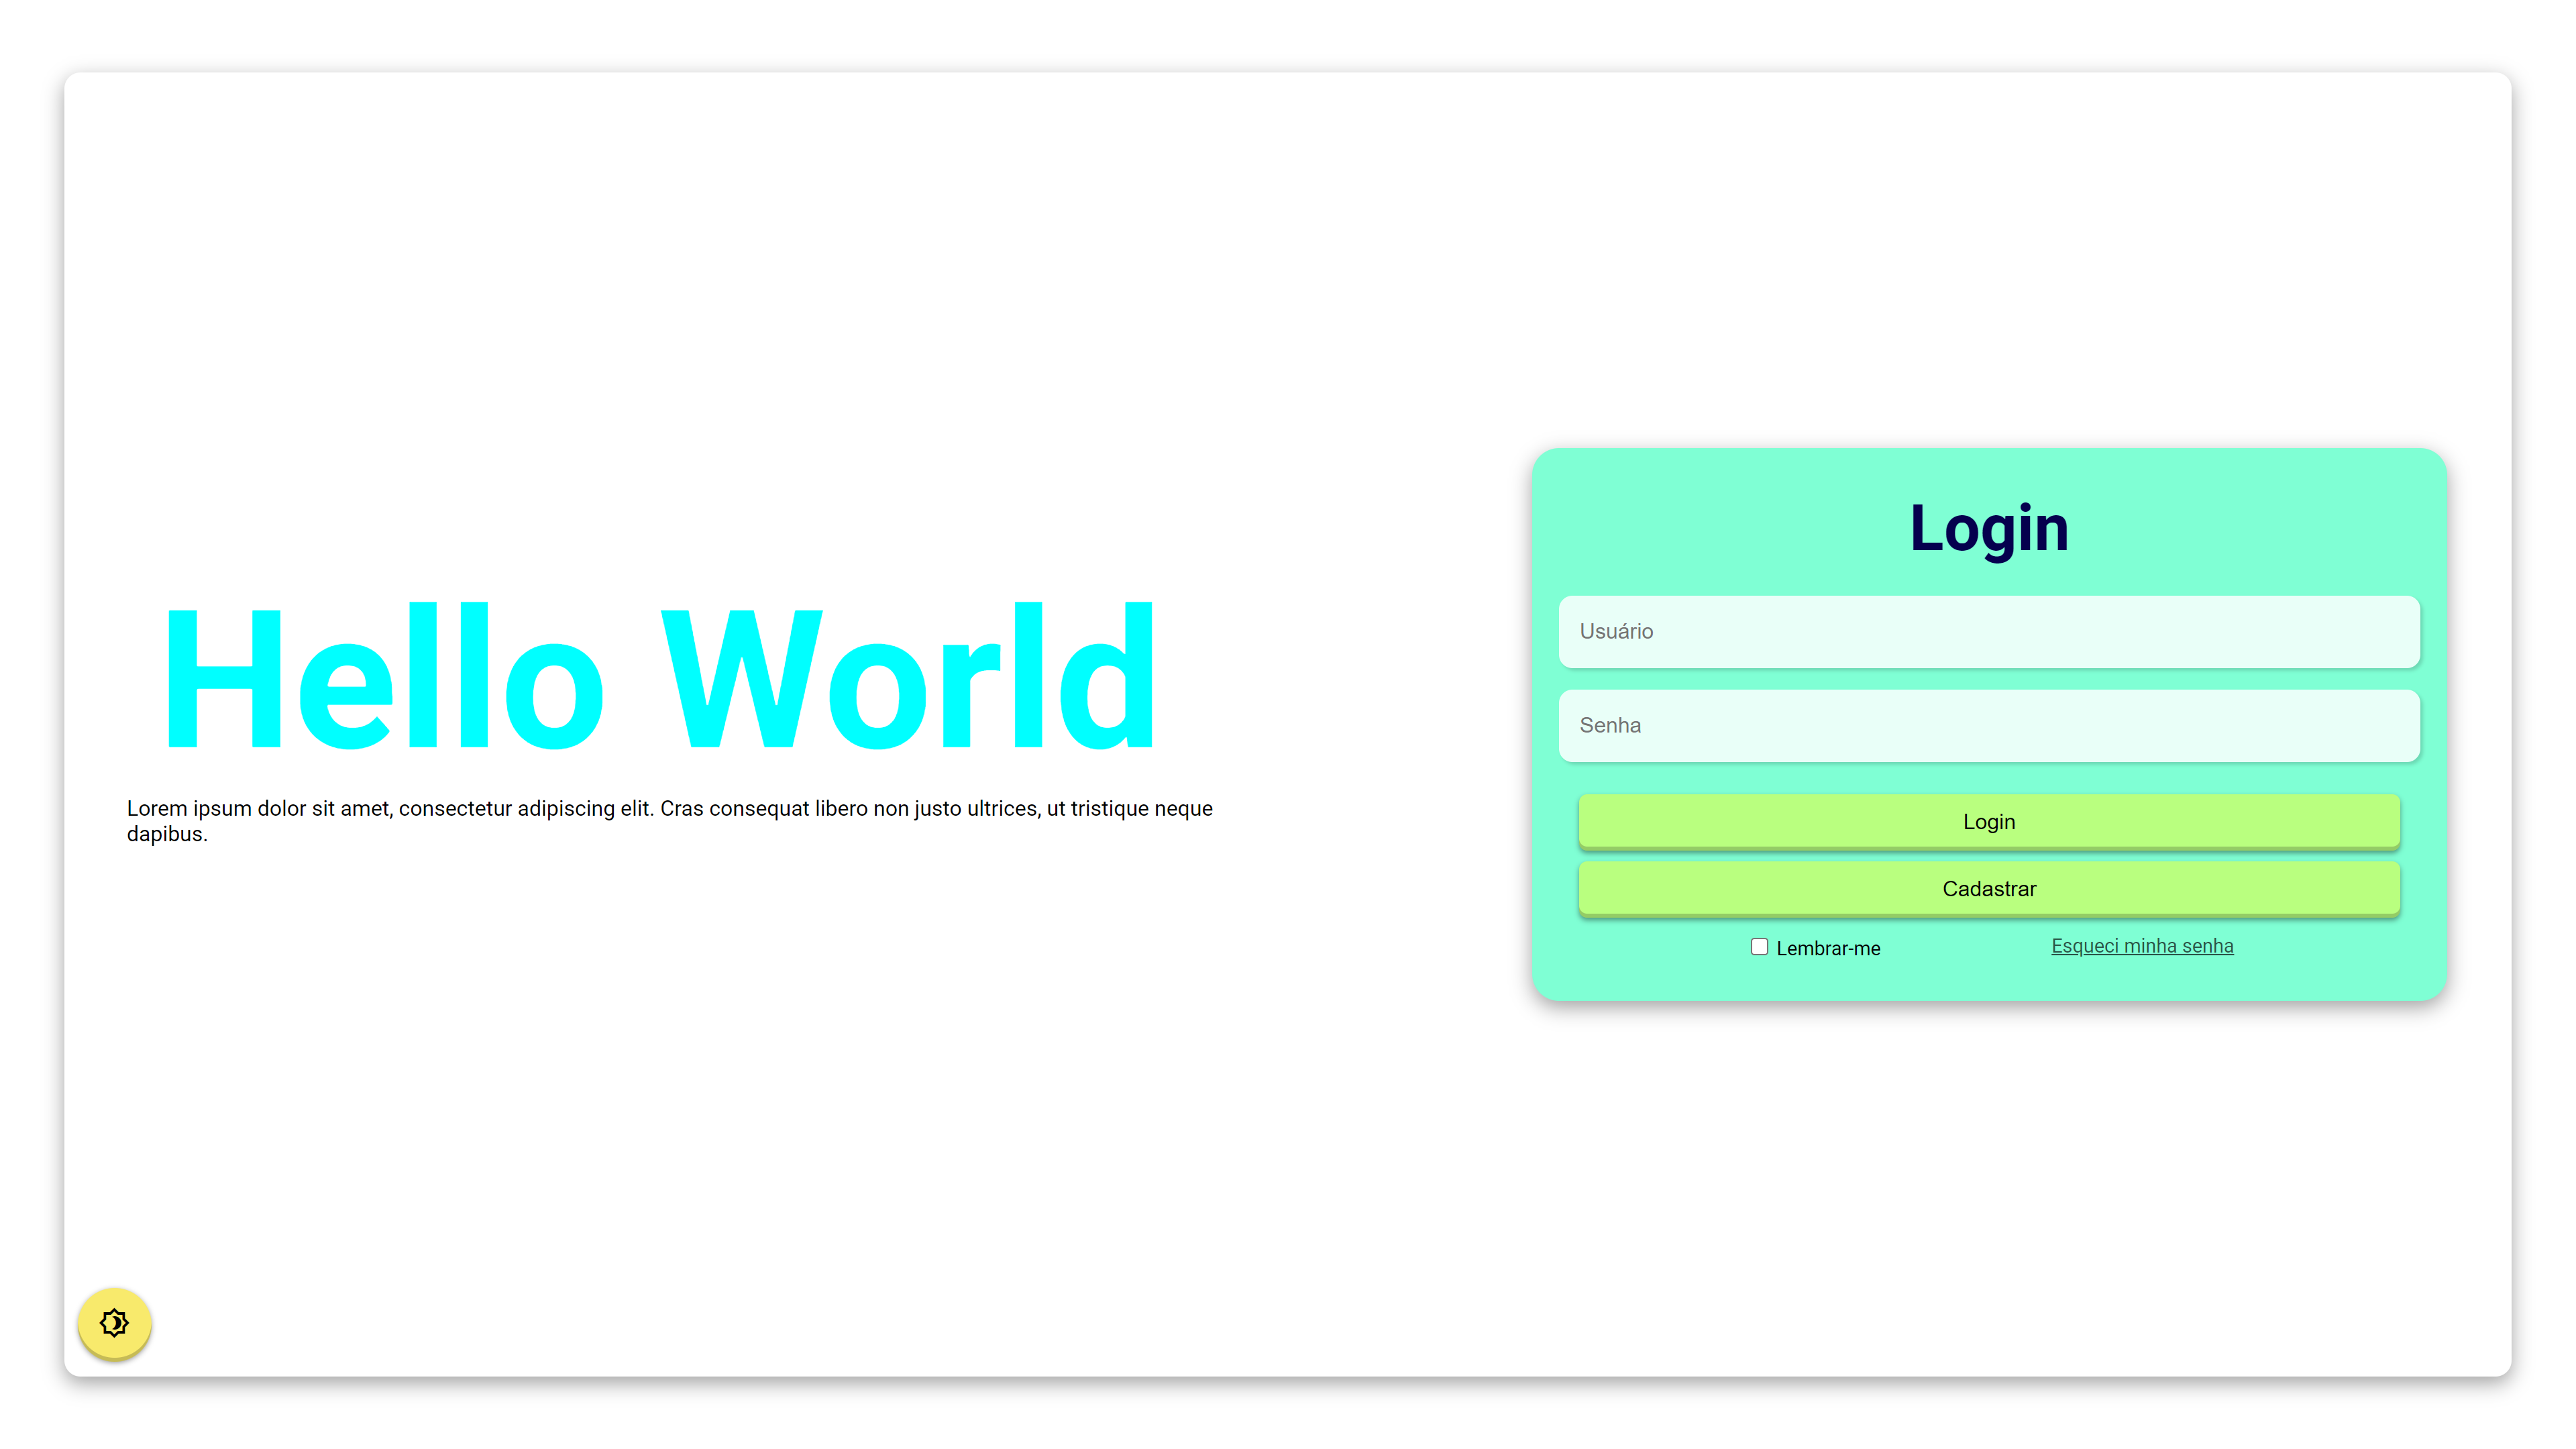 Hello World
Lorem ipsum dolor sit amet, consectetur adipiscing elit. Cras consequat libero non justo ultrices, ut tristique neque
dapibus.
Login
Usuário
Senha
Login
Cadastrar
Lembrar-me
Esqueci minha senha